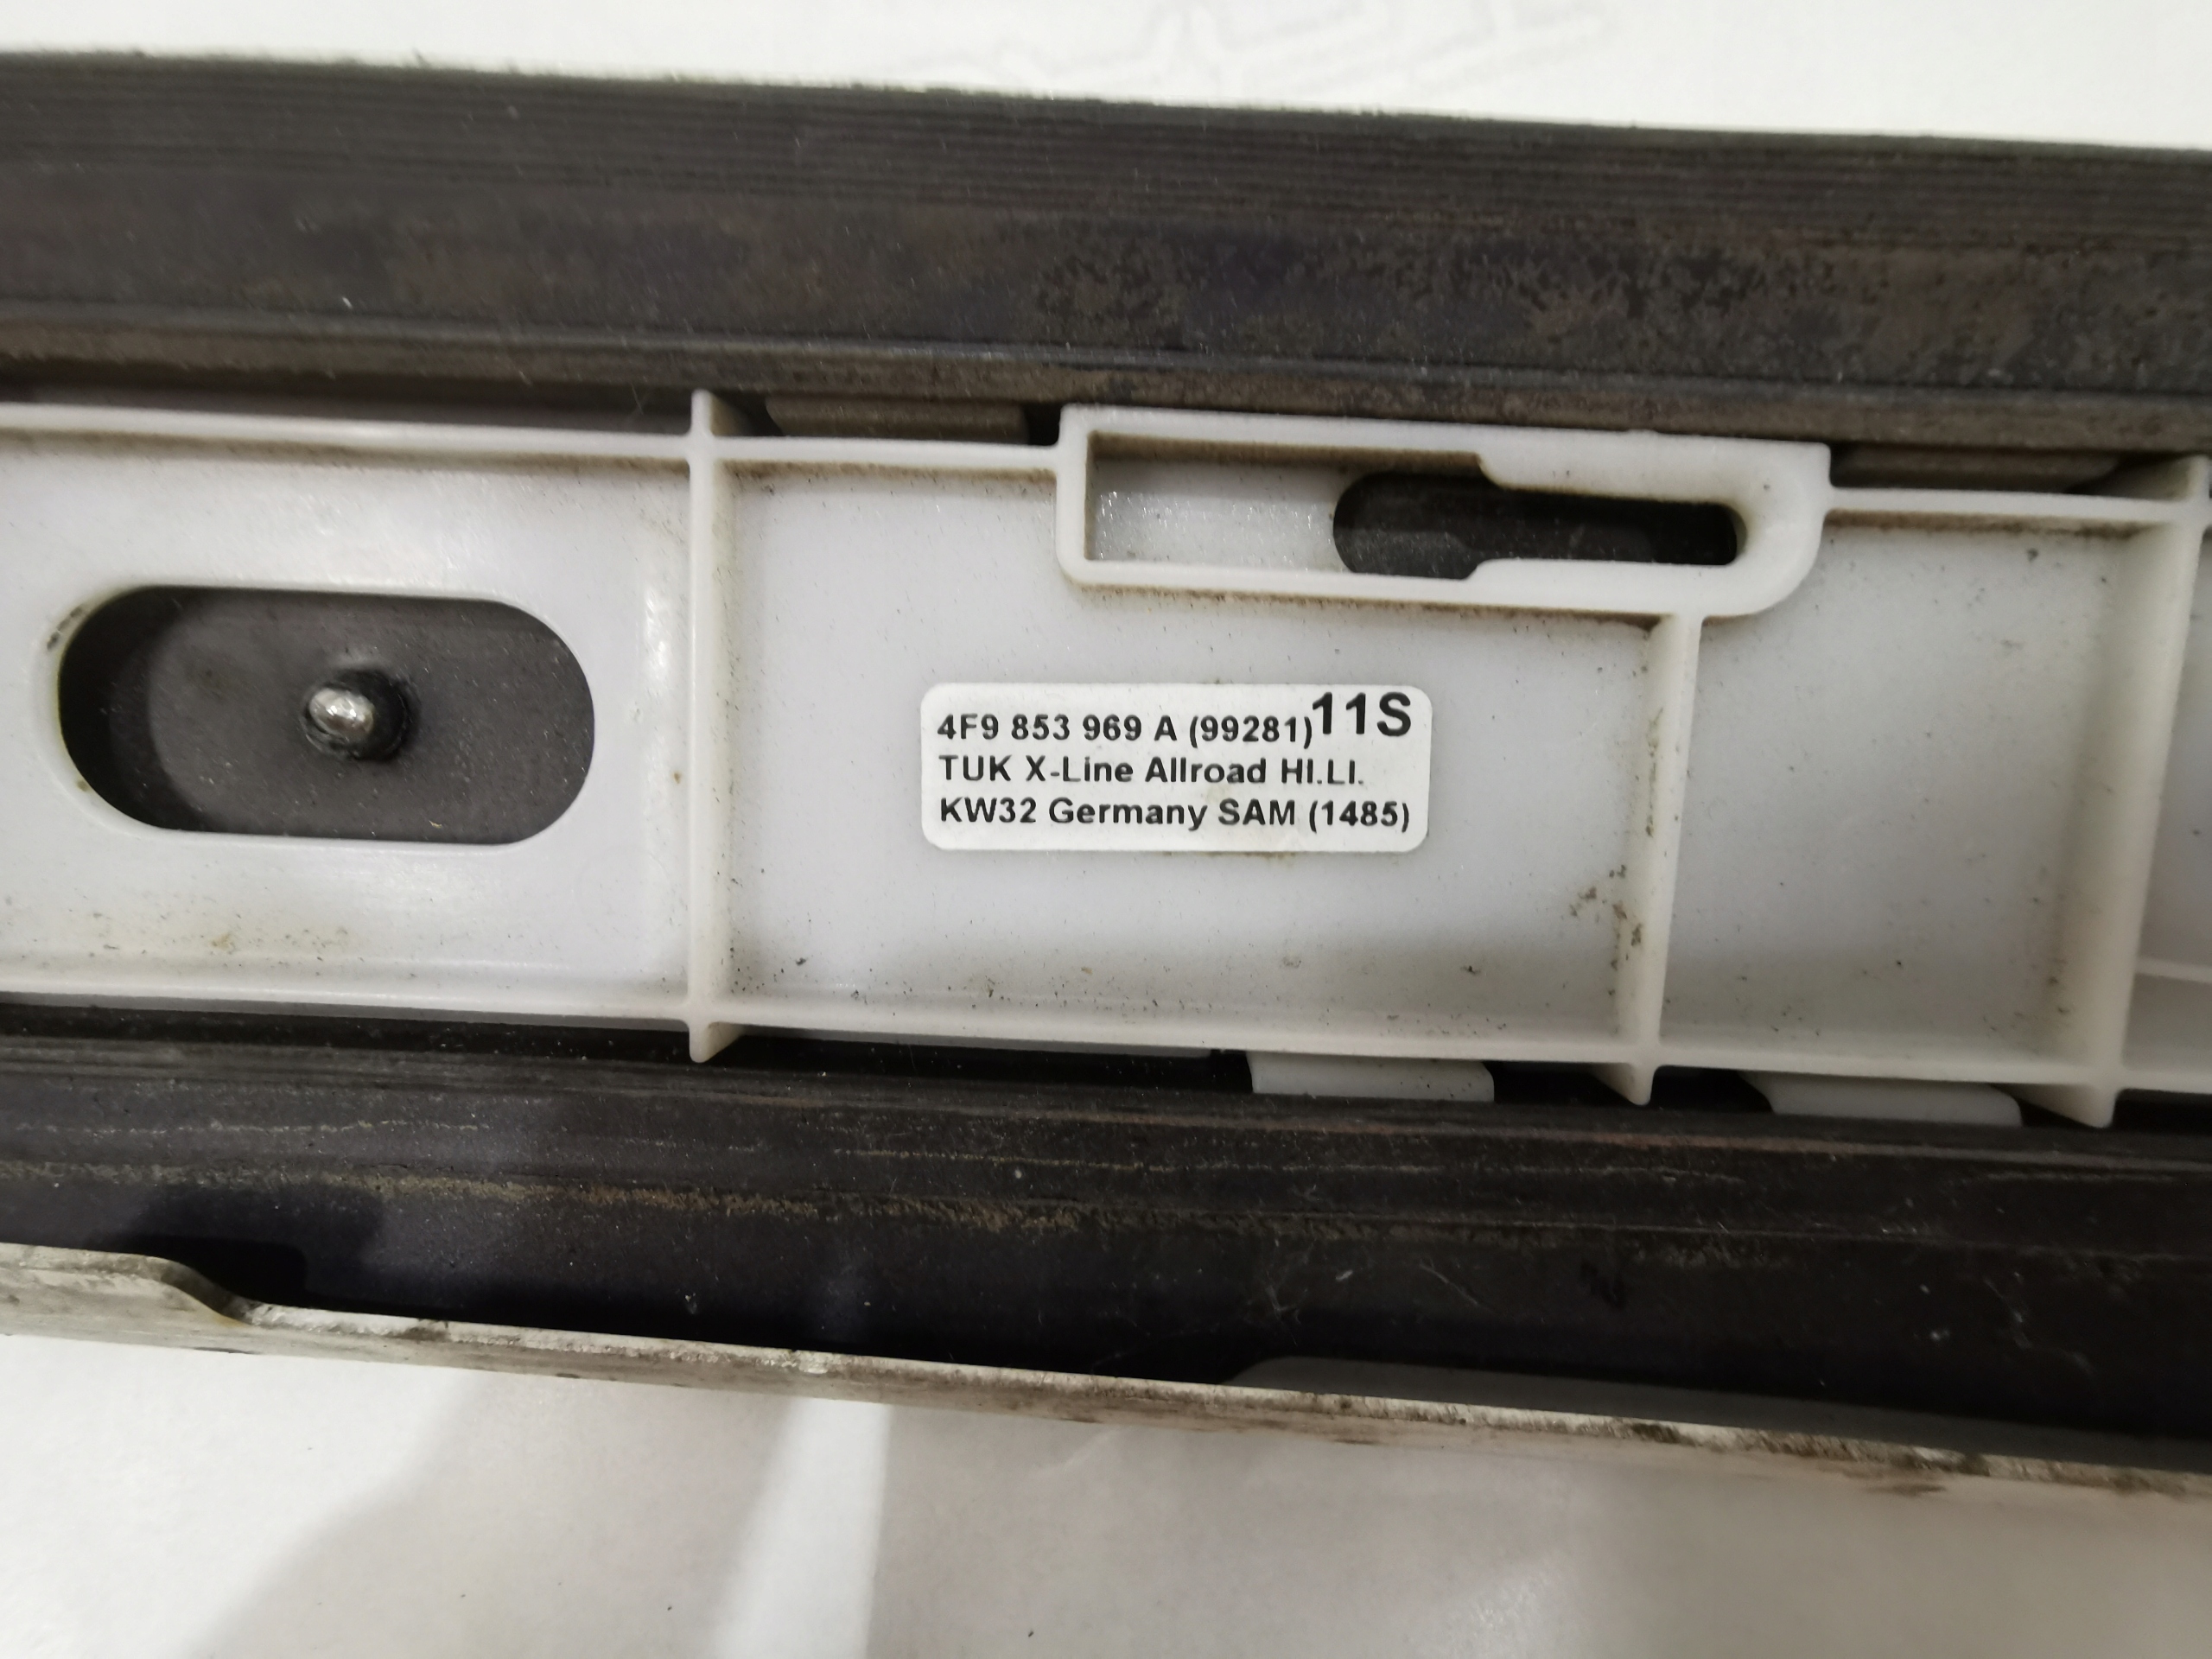 4F9 853 969 A (99281) 11S
TUK X-Line Allroad HI.LI.
KW32 Germany SAM (1485)